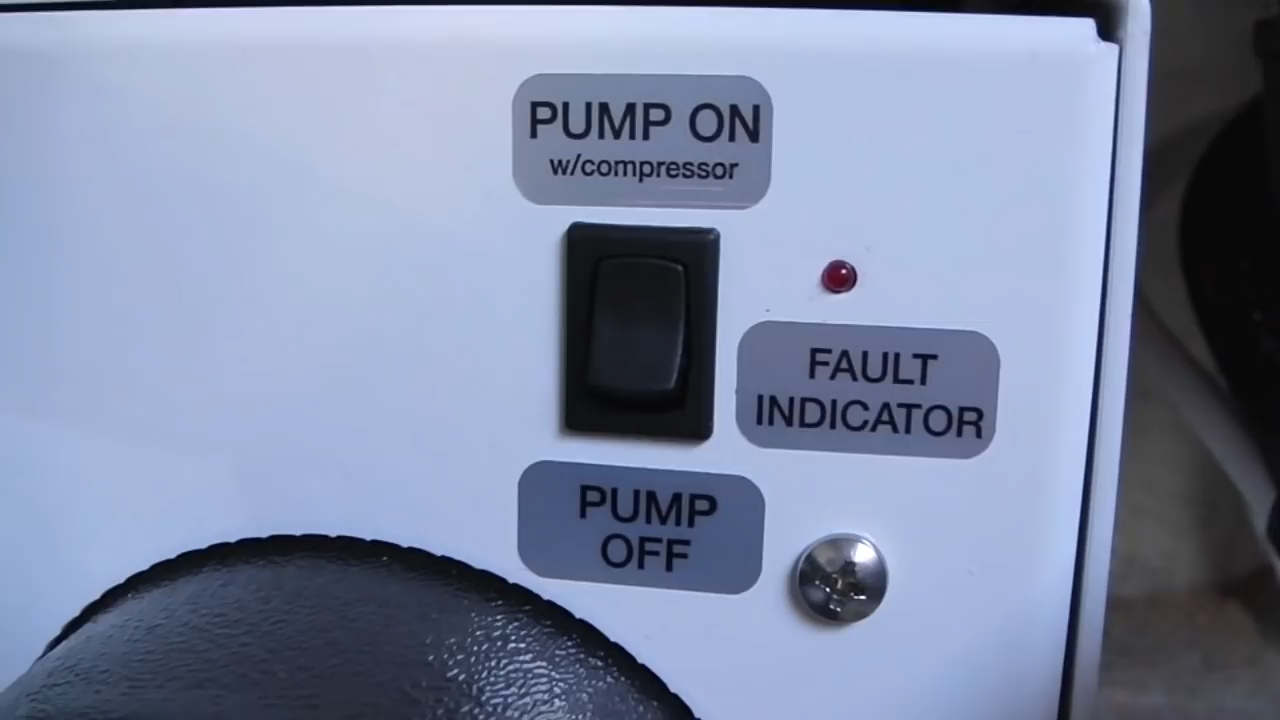 PUMP ON
w/compressor
FAULT
INDICATOR
PUMP
OFF